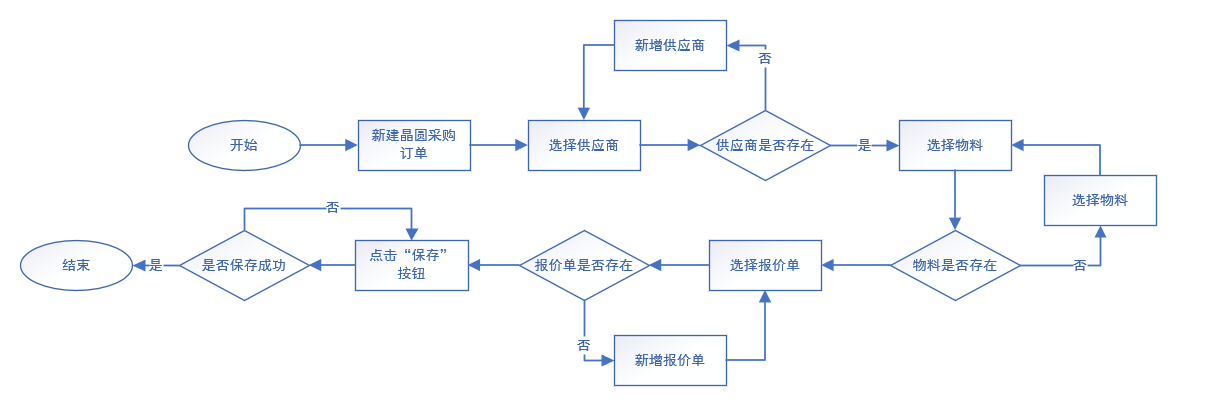 新增供应商
否
开始
新建晶圆采购
订单
选择供应商
供应商是否存在
是
选择物料
选择物料
否
结束
是
是否保存成功
点击“保存”
按钮
报价单是否存在
选择报价单
物料是否存在
否
否
新增报价单